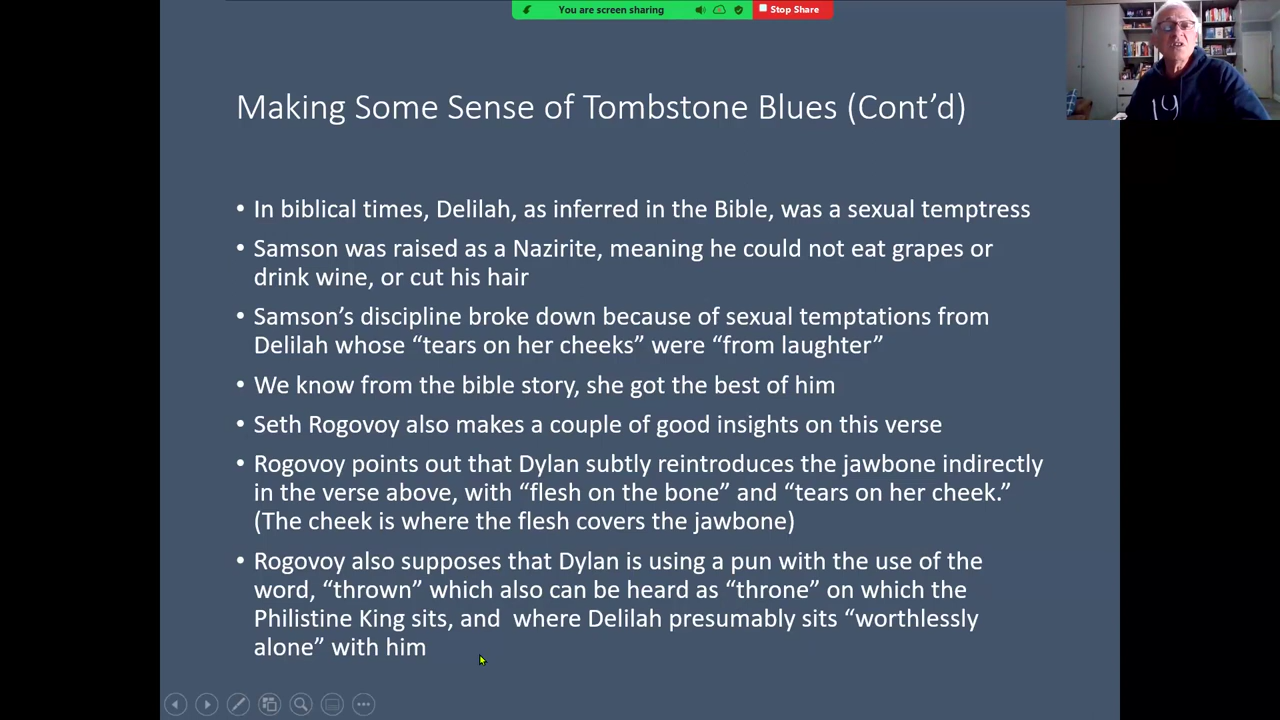 You are screen sharing
Stop Share
Making Some Sense of Tombstone Blues (Cont'd)
• In biblical times, Delilah, as inferred in the Bible, was a sexual temptress
• Samson was raised as a Nazirite, meaning he could not eat grapes or
drink wine, or cut his hair
• Samson's discipline broke down because of sexual temptations from
Delilah whose “tears on her cheeks” were “from laughter”
• We know from the bible story, she got the best of him
• Seth Rogovoy also makes a couple of good insights on this verse
• Rogovoy points out that Dylan subtly reintroduces the jawbone indirectly
in the verse above, with “flesh on the bone” and “tears on her cheek.”
(The cheek is where the flesh covers the jawbone)
• Rogovoy also supposes that Dylan is using a pun with the use of the
word, “thrown” which also can be heard as “throne” on which the
Philistine King sits, and  where Delilah presumably sits “worthlessly
alone” with him